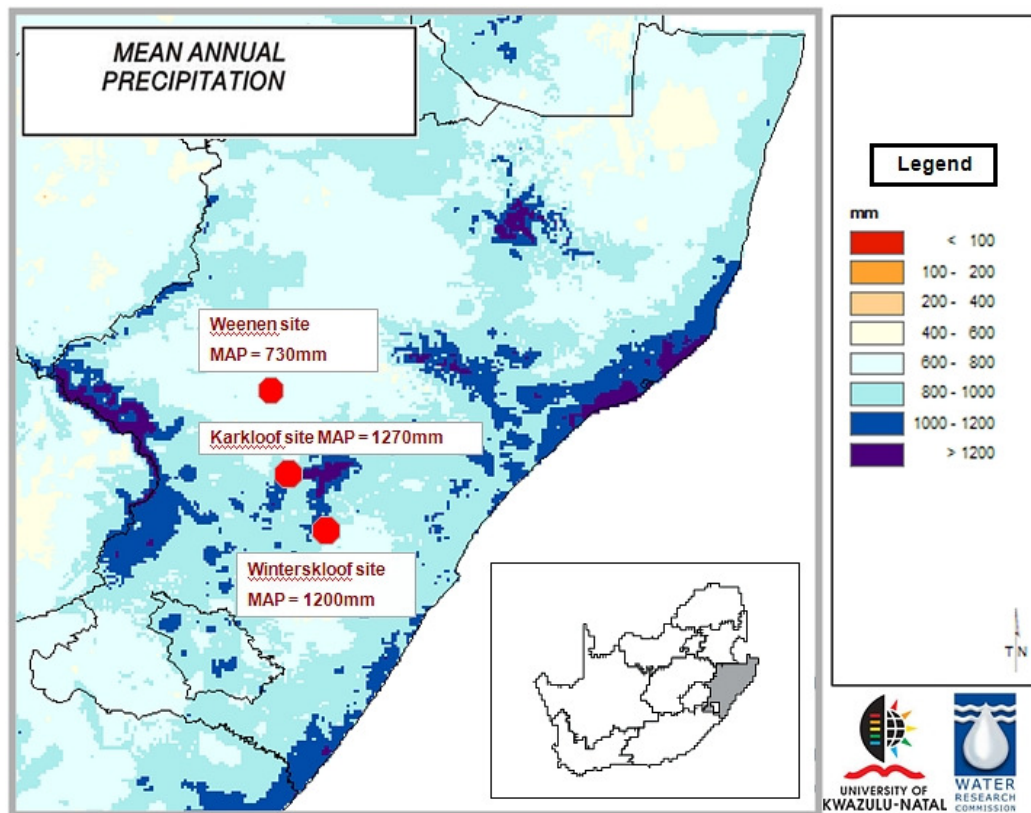 MEAN ANNUAL
PRECIPITATION
Weenen site
MAP = 730mm
Karkloof site MAP = 1270mm
Winterskloof site
MAP = 1200mm
Legend
mm
< 100
100 - 200
200 - 400
400 - 600
600 - 800
800 - 1000
1000 - 1200
> 1200
T N
UNIVERSITY OF
KWAZULU-NATAL
WATER
RESEARCH
COMMISSION